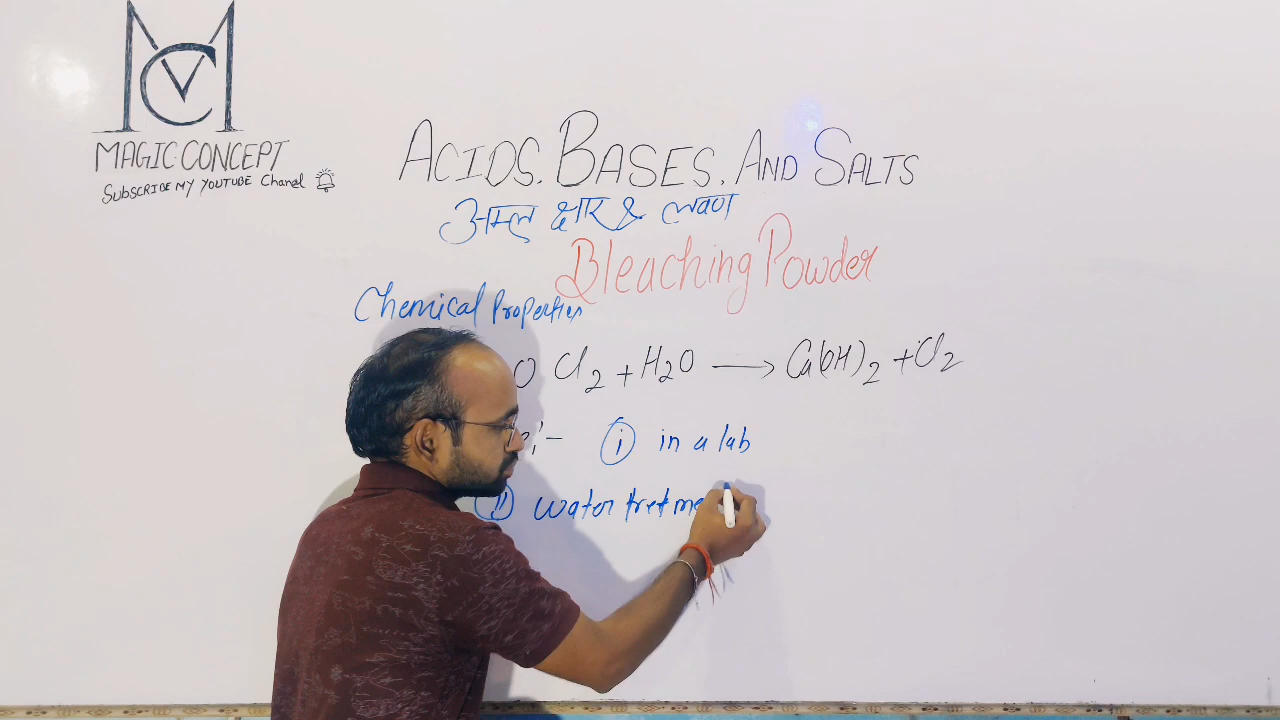 MAGIC CONCEPT
SUBSCRIBE MY YOUTUBE Chanel
ACIDS, BASES, AND SALTS
अम्ल क्षार & लवण
Bleaching Powder
Chemical Properties
O Cl2 + H2O → Ca(OH)2 + Cl2
:- (i) in a lab
(ii) water